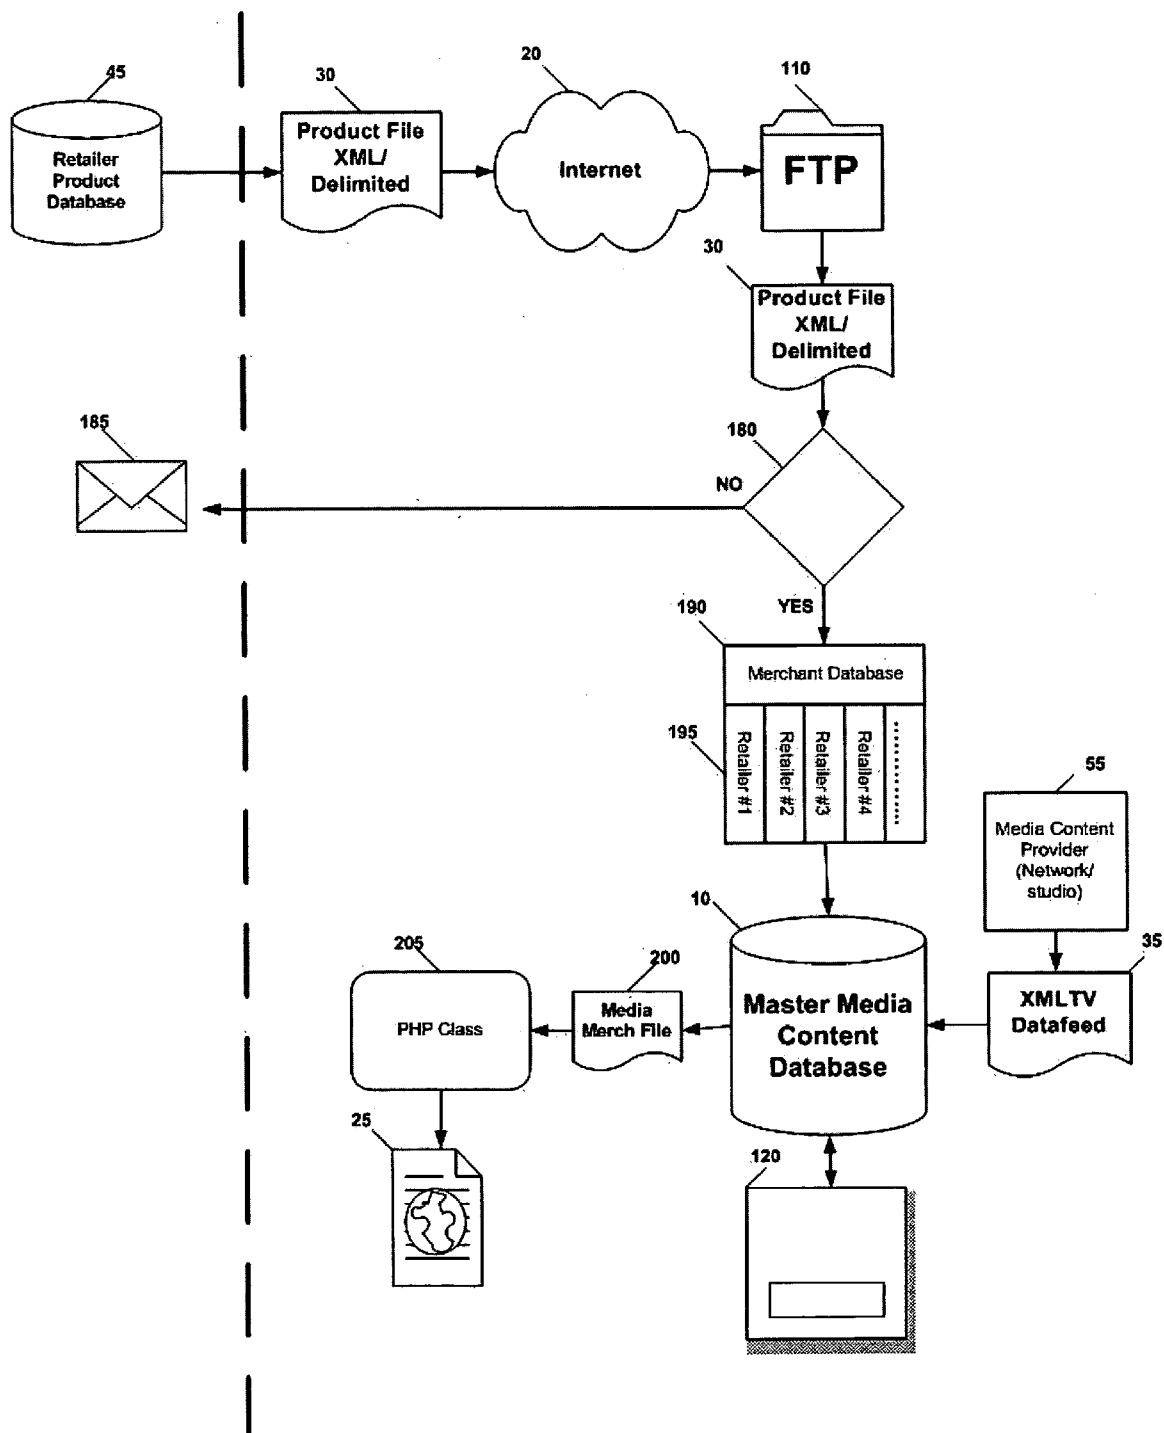 45
30
20
110
Retailer
Product
Database
Product File
XML/
Delimited
Internet
FTP
30
Product File
XML/
Delimited
185
180
NO
YES
190
Merchant Database
195
Retailer #1
Retailer #2
Retailer #3
Retailer #4
55
Media Content
Provider
(Network/
studio)
10
35
205
200
XMLTV
Datafeed
Master Media
Content
Database
Media
Merch File
PHP Class
25
120